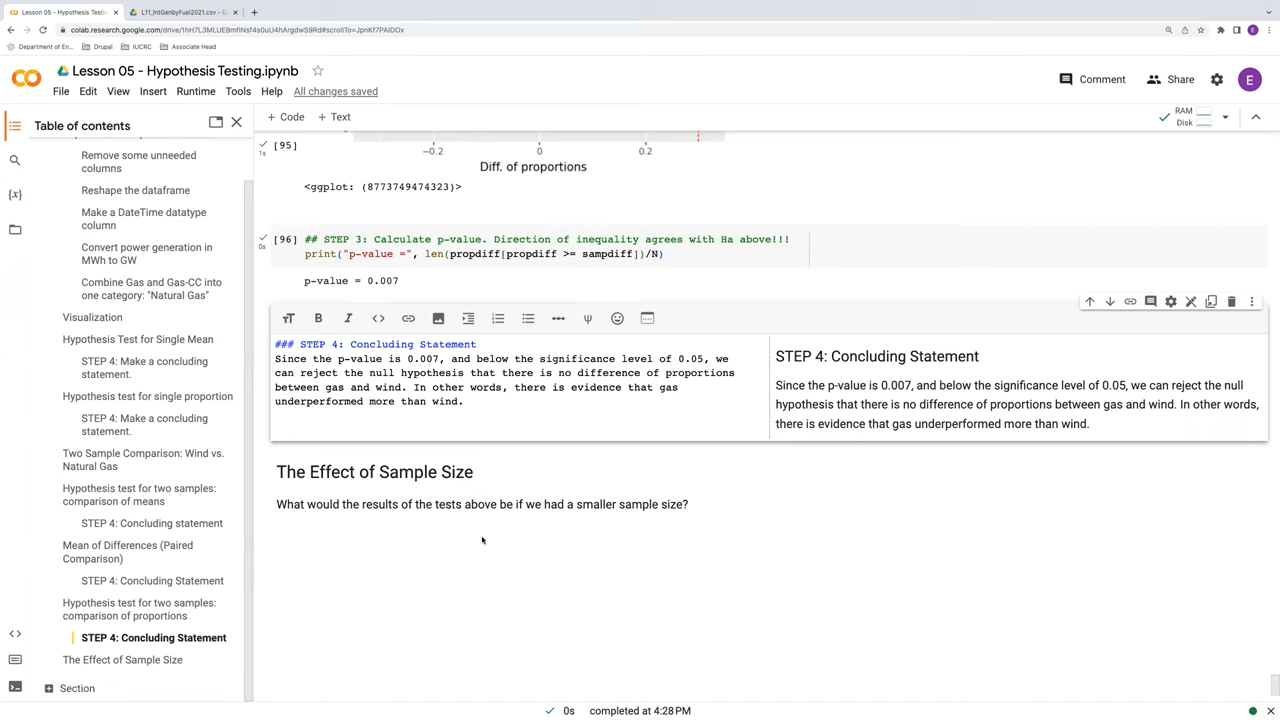 Lesson 05 - Hypothesis Testing.ip
L11_IntGenbyFuel2021.csv - G
colab.research.google.com/drive/1hH7L3MLUEBmfINsf4s0uU4hArgdwS9Rd#scrollTo=JpnKf7PAIDOx
Department of En...
Drupal
IUCRC
Associate Head
Lesson 05 - Hypothesis Testing.ipynb
File Edit View Insert Runtime Tools Help All changes saved
Comment
Share
E
Table of contents
+ Code + Text
RAM
Disk
Remove some unneeded
columns
Reshape the dataframe
Make a DateTime datatype
column
Convert power generation in
MWh to GW
Combine Gas and Gas-CC into
one category: "Natural Gas"
Visualization
Hypothesis Test for Single Mean
STEP 4: Make a concluding
statement.
Hypothesis test for single proportion
STEP 4: Make a concluding
statement.
Two Sample Comparison: Wind vs.
Natural Gas
Hypothesis test for two samples:
comparison of means
STEP 4: Concluding statement
Mean of Differences (Paired
Comparison)
STEP 4: Concluding Statement
Hypothesis test for two samples:
comparison of proportions
STEP 4: Concluding Statement
The Effect of Sample Size
Section
[95]
1s
−0.2 0 0.2
Diff. of proportions
<ggplot: (8773749474323)>
[96]
0s
## STEP 3: Calculate p-value. Direction of inequality agrees with Ha above!!!
print("p-value =", len(propdiff[propdiff >= sampdiff])/N)
p-value = 0.007
### STEP 4: Concluding Statement
Since the p-value is 0.007, and below the significance level of 0.05, we
can reject the null hypothesis that there is no difference of proportions
between gas and wind. In other words, there is evidence that gas
underperformed more than wind.
STEP 4: Concluding Statement
Since the p-value is 0.007, and below the significance level of 0.05, we can reject the null
hypothesis that there is no difference of proportions between gas and wind. In other words,
there is evidence that gas underperformed more than wind.
The Effect of Sample Size
What would the results of the tests above be if we had a smaller sample size?
0s completed at 4:28 PM